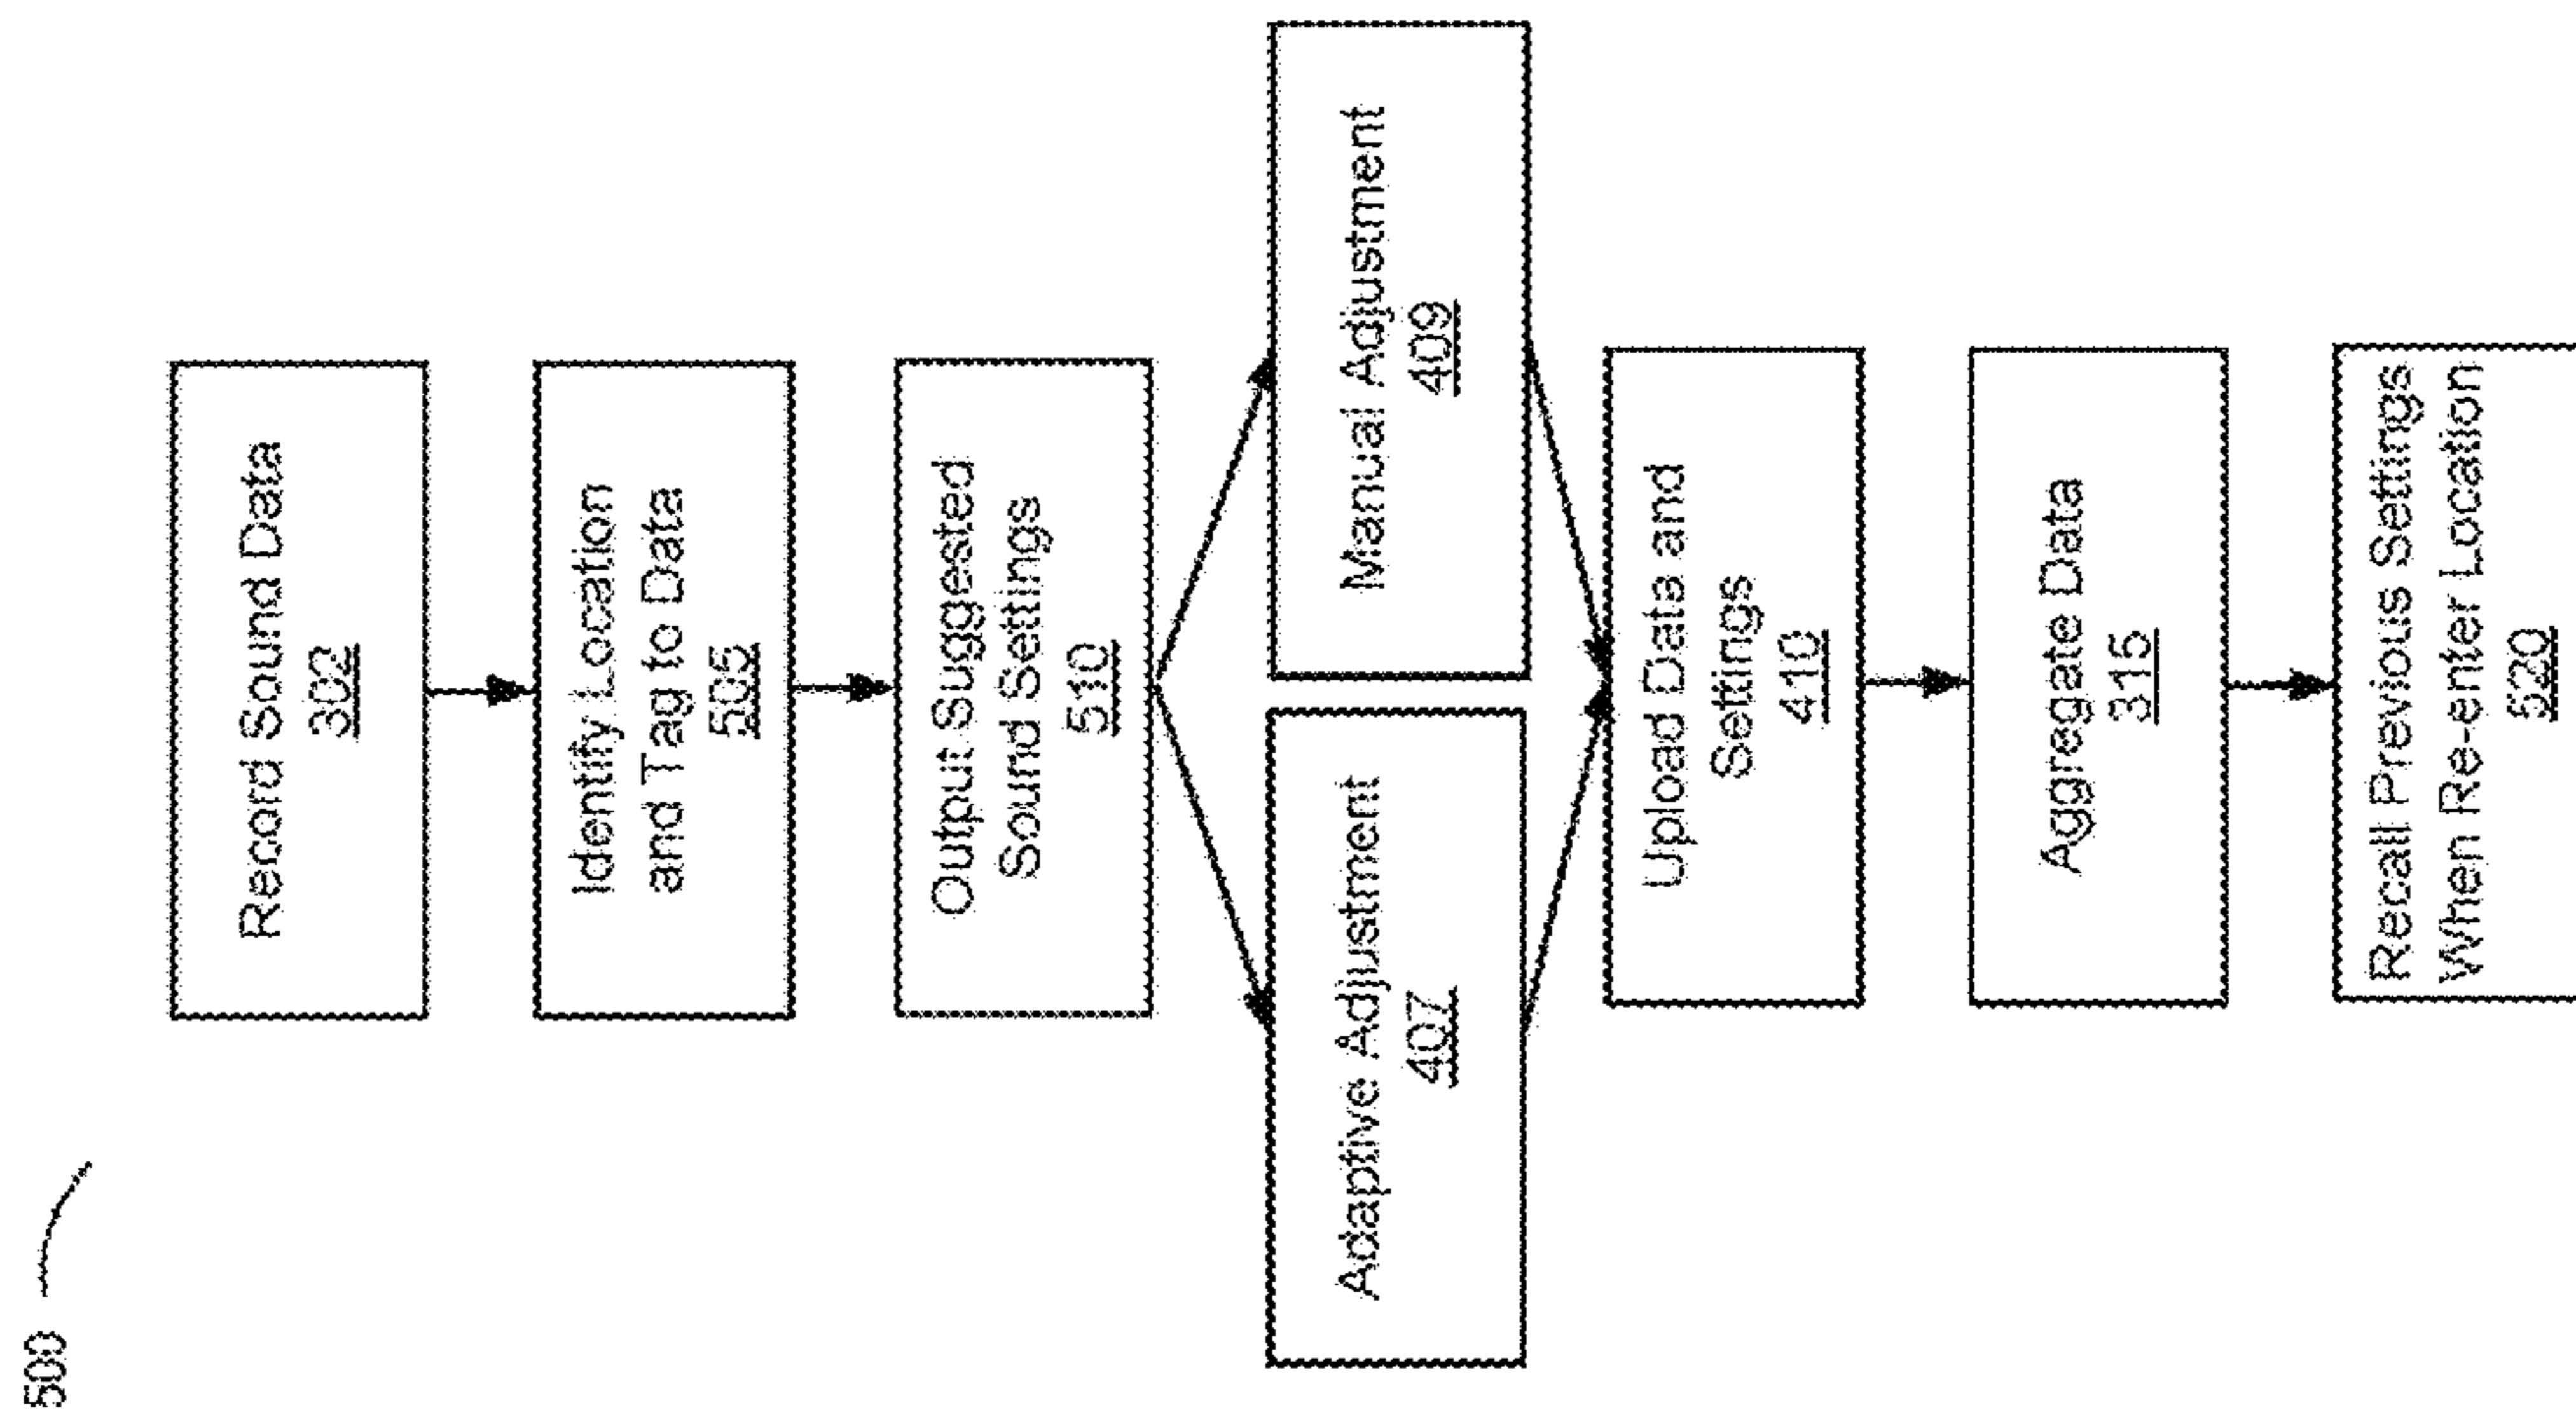 500
Record Sound Data
302
Identify Location
and Tag to Data
505
Output Suggested
Sound Settings
510
Adaptive Adjustment
407
Manual Adjustment
409
Upload Data and
Settings
410
Aggregate Data
315
Recall Previous Settings
When Re-enter Location
520